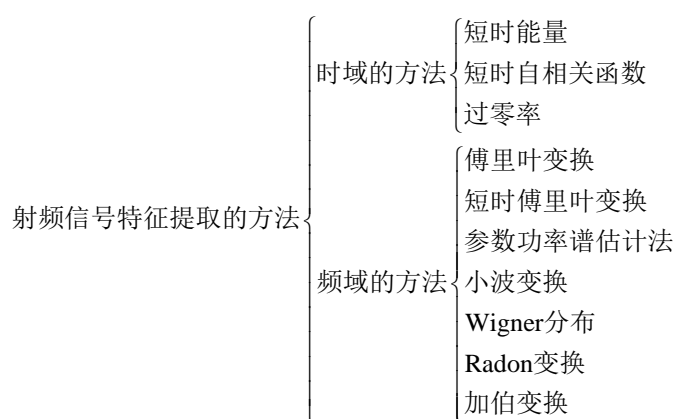 射频信号特征提取的方法
时域的方法
短时能量
短时自相关函数
过零率
频域的方法
傅里叶变换
短时傅里叶变换
参数功率谱估计法
小波变换
Wigner分布
Radon变换
加伯变换